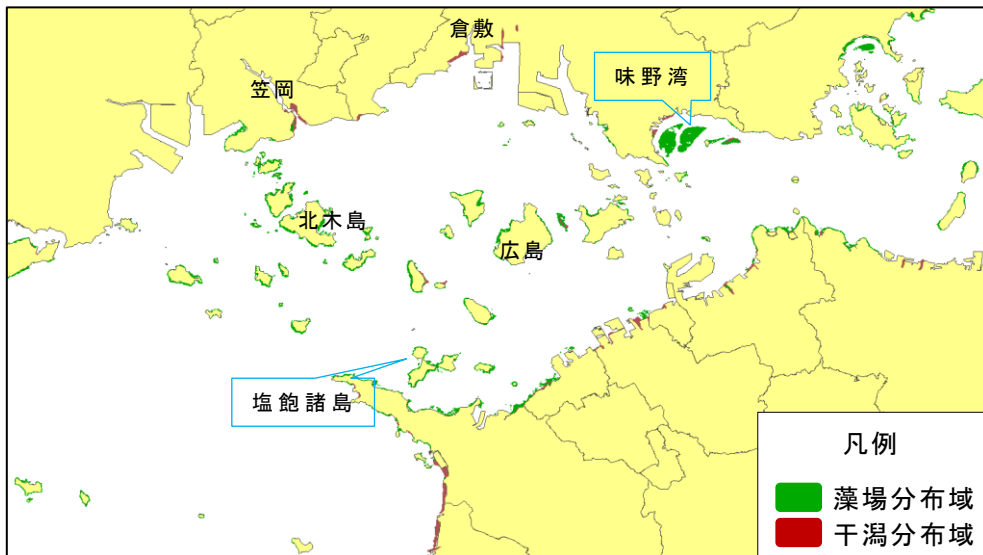 倉敷
味野湾
笠岡
北木島
広島
塩飽諸島
凡例
藻場分布域
干潟分布域